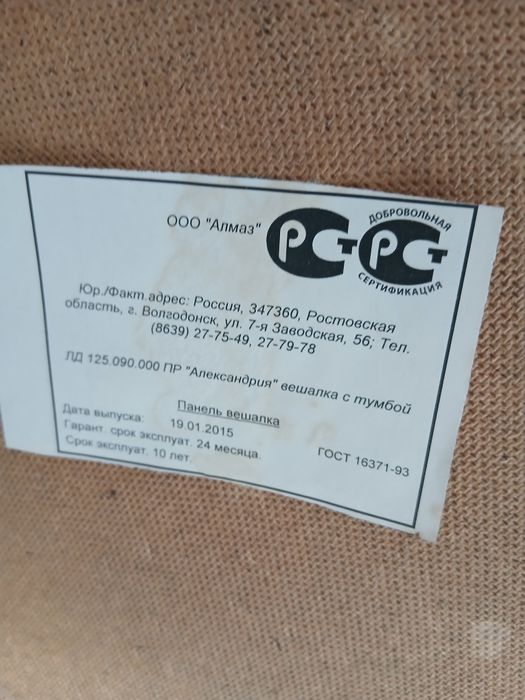 ООО "Алмаз"
РСТ
РСТ
ДОБРОВОЛЬНАЯ
СЕРТИФИКАЦИЯ
Юр./Факт.адрес: Россия, 347360, Ростовская
область, г. Волгодонск, ул. 7-я Заводская, 56; Тел.
(8639) 27-75-49, 27-79-78
ЛД 125.090.000 ПР "Александрия" вешалка с тумбой
Панель вешалка
Дата выпуска: 19.01.2015
Гарант. срок эксплуат. 24 месяца.
Срок эксплуат. 10 лет.
ГОСТ 16371-93